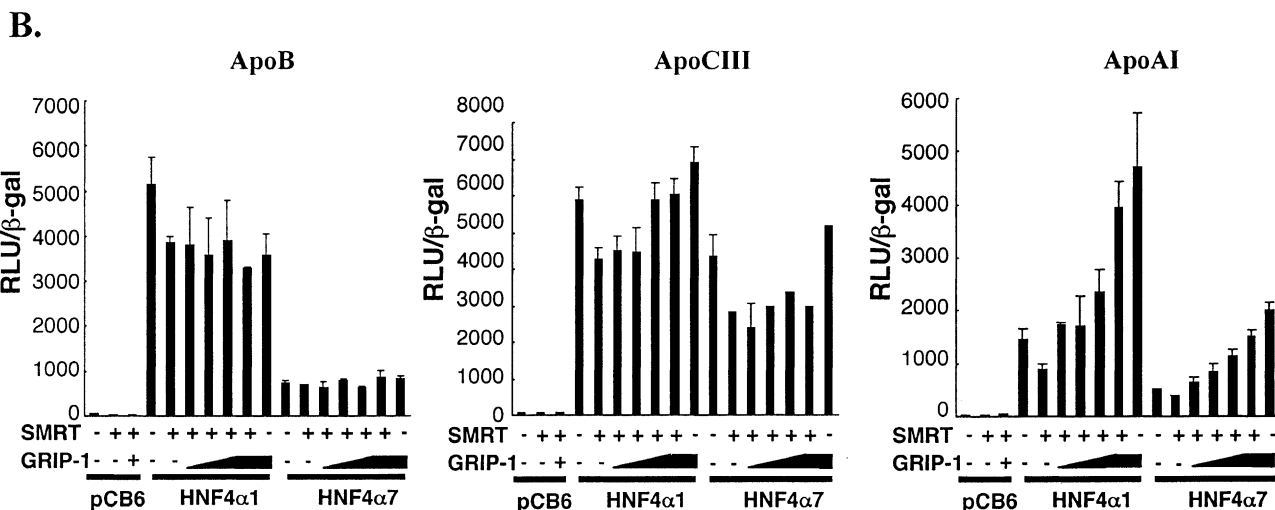 B.
ApoB
ApoCIII
ApoAI
RLU/β-gal
7000
6000
5000
4000
3000
2000
1000
0
RLU/β-gal
8000
7000
6000
5000
4000
3000
2000
1000
0
RLU/β-gal
6000
5000
4000
3000
2000
1000
0
SMRT - + + - + + + + + - - + + + + + -
GRIP-1 - - + - - - -
pCB6 HNF4α1 HNF4α7
SMRT - + + - + + + + + - - + + + + + -
GRIP-1 - - + - - - -
pCB6 HNF4α1 HNF4α7
SMRT - + + - + + + + + - - + + + + + -
GRIP-1 - - + - - - -
pCB6 HNF4α1 HNF4α7